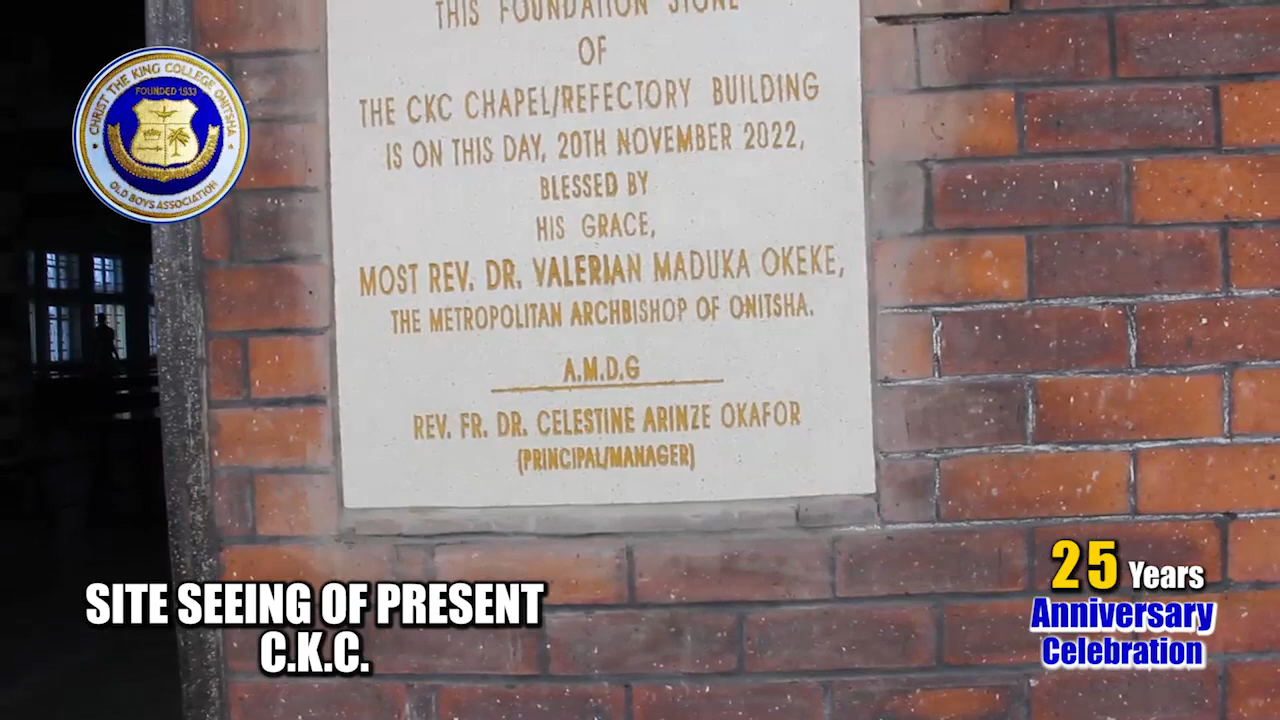 THIS FOUNDATION STONE
OF
THE CKC CHAPEL/REFECTORY BUILDING
IS ON THIS DAY, 20TH NOVEMBER 2022,
BLESSED BY
HIS GRACE,
MOST REV. DR. VALERIAN MADUKA OKEKE,
THE METROPOLITAN ARCHBISHOP OF ONITSHA.
A.M.D.G
REV. FR. DR. CELESTINE ARINZE OKAFOR
(PRINCIPAL/MANAGER)
CHRIST THE KING COLLEGE ONITSHA
FOUNDED 1933
OLD BOYS ASSOCIATION
SITE SEEING OF PRESENT
C.K.C.
25 Years
Anniversary
Celebration